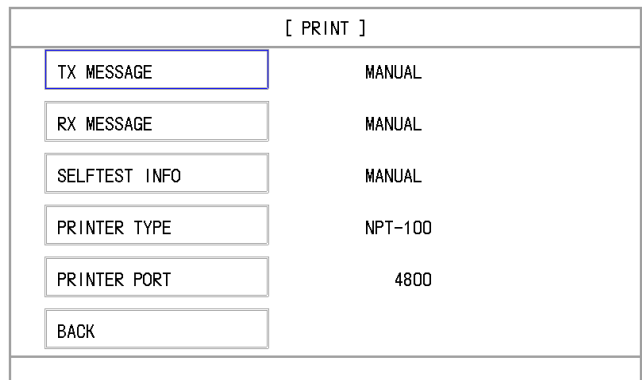 [ PRINT ]
TX MESSAGE MANUAL
RX MESSAGE MANUAL
SELFTEST INFO MANUAL
PRINTER TYPE NPT-100
PRINTER PORT 4800
BACK